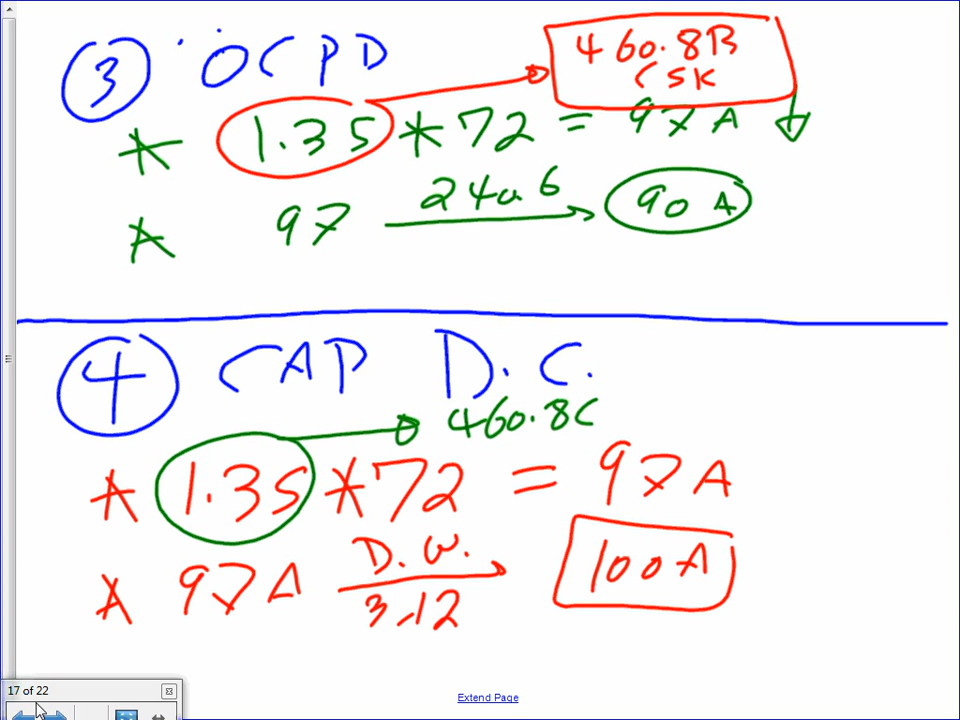 3 OCPD
460.8B
CSK
* 1.35 * 72 = 97A
* 97 240.6 90 A
4 CAP D.C.
460.8C
* 1.35 * 72 = 97A
* 97A D.W. 3.12 100A
17 of 22
Extend Page